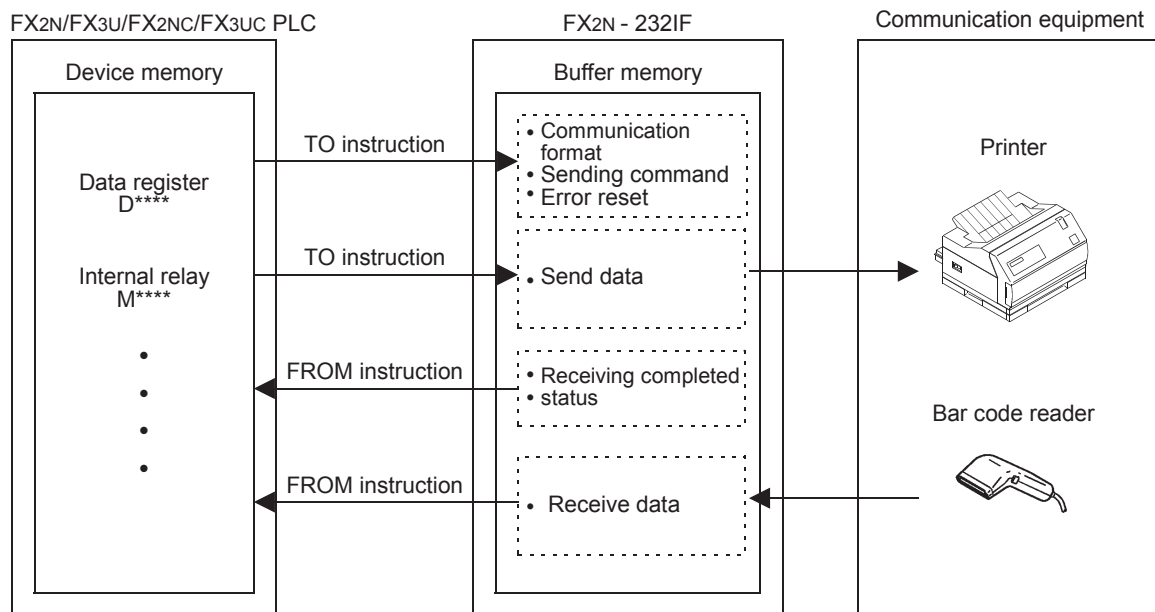 FX2N/FX3U/FX2NC/FX3UC PLC
FX2N - 232IF
Communication equipment
Device memory
Buffer memory
Data register
D****
Internal relay
M****
TO instruction
TO instruction
FROM instruction
FROM instruction
• Communication
format
• Sending command
• Error reset
• Send data
• Receiving completed
• status
• Receive data
Printer
Bar code reader